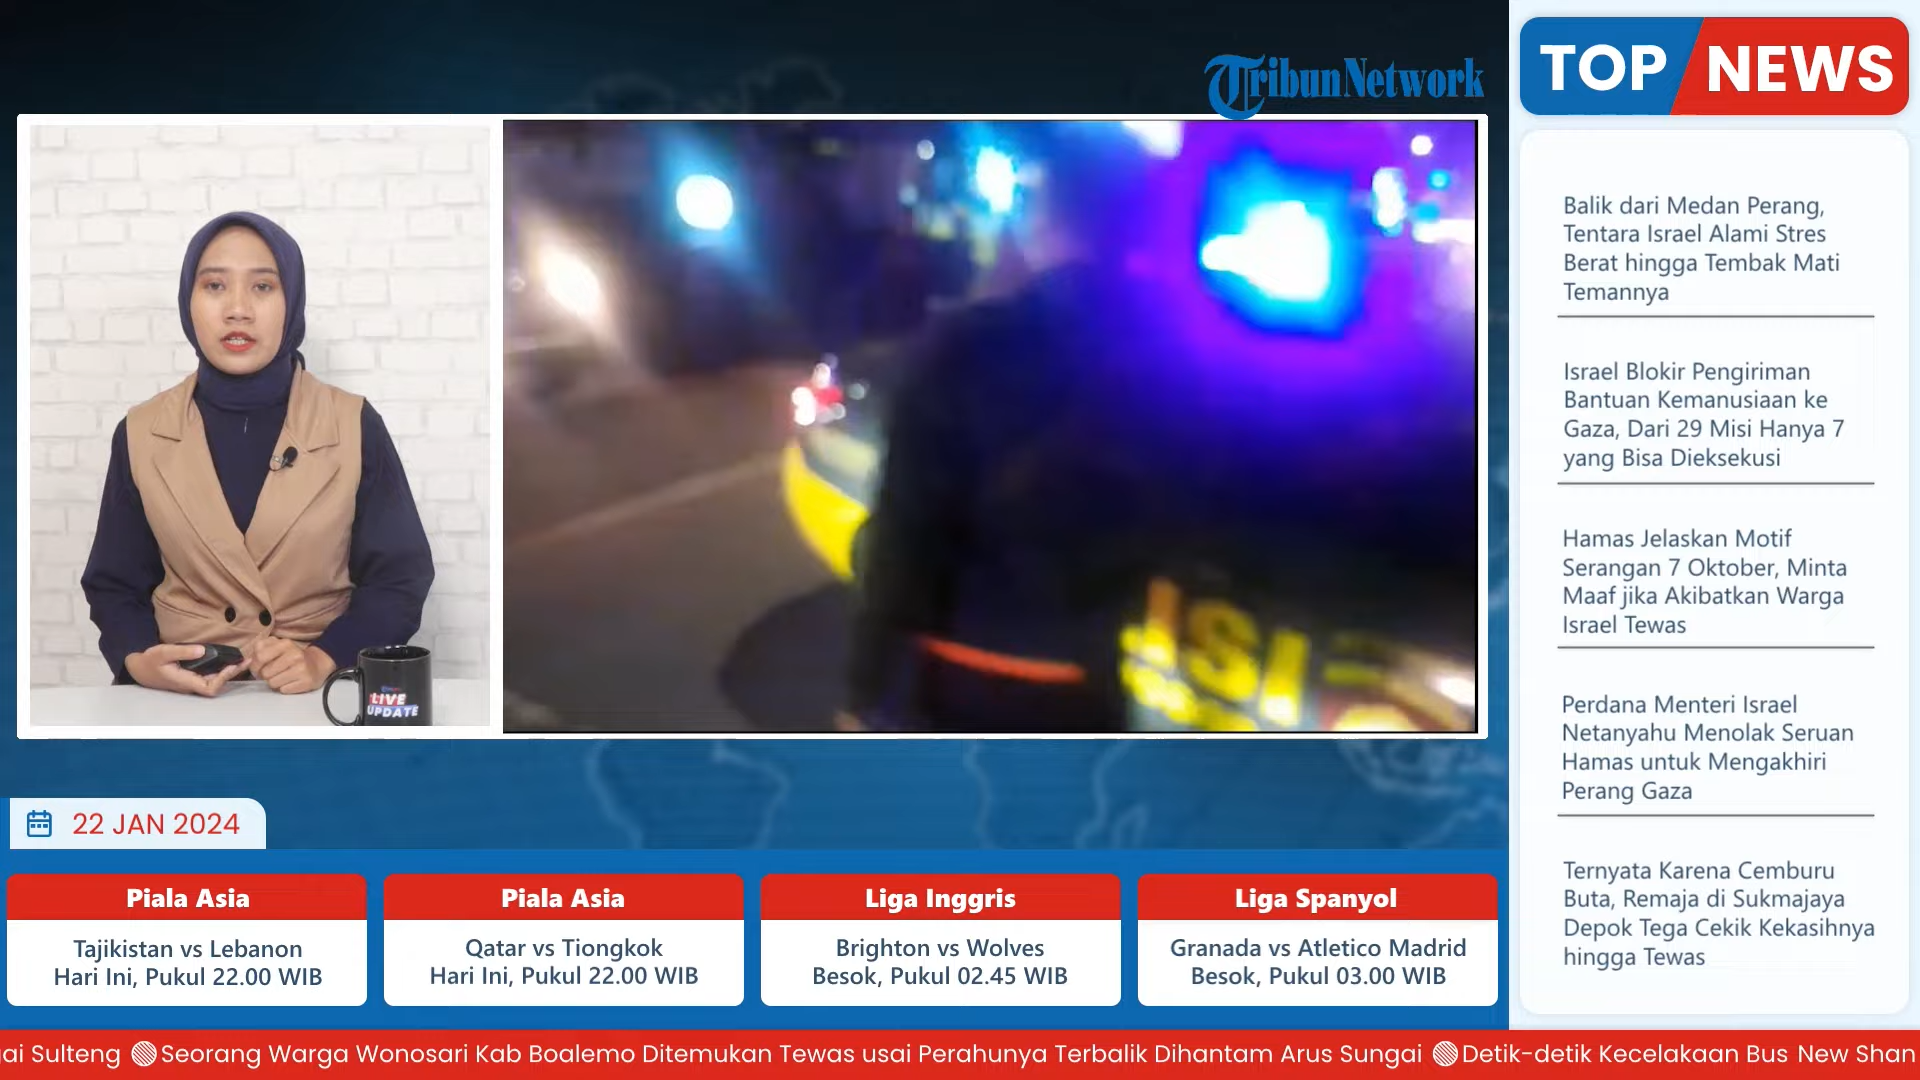 TribunNetwork
TOP NEWS
Balik dari Medan Perang,
Tentara Israel Alami Stres
Berat hingga Tembak Mati
Temannya
Israel Blokir Pengiriman
Bantuan Kemanusiaan ke
Gaza, Dari 29 Misi Hanya 7
yang Bisa Dieksekusi
Hamas Jelaskan Motif
Serangan 7 Oktober, Minta
Maaf jika Akibatkan Warga
Israel Tewas
Perdana Menteri Israel
Netanyahu Menolak Seruan
Hamas untuk Mengakhiri
Perang Gaza
Ternyata Karena Cemburu
Buta, Remaja di Sukmajaya
Depok Tega Cekik Kekasihnya
hingga Tewas
LIVE
UPDATE
22 JAN 2024
Piala Asia
Tajikistan vs Lebanon
Hari Ini, Pukul 22.00 WIB
Piala Asia
Qatar vs Tiongkok
Hari Ini, Pukul 22.00 WIB
Liga Inggris
Brighton vs Wolves
Besok, Pukul 02.45 WIB
Liga Spanyol
Granada vs Atletico Madrid
Besok, Pukul 03.00 WIB
ai Sulteng Seorang Warga Wonosari Kab Boalemo Ditemukan Tewas usai Perahunya Terbalik Dihantam Arus Sungai Detik-detik Kecelakaan Bus New Shan